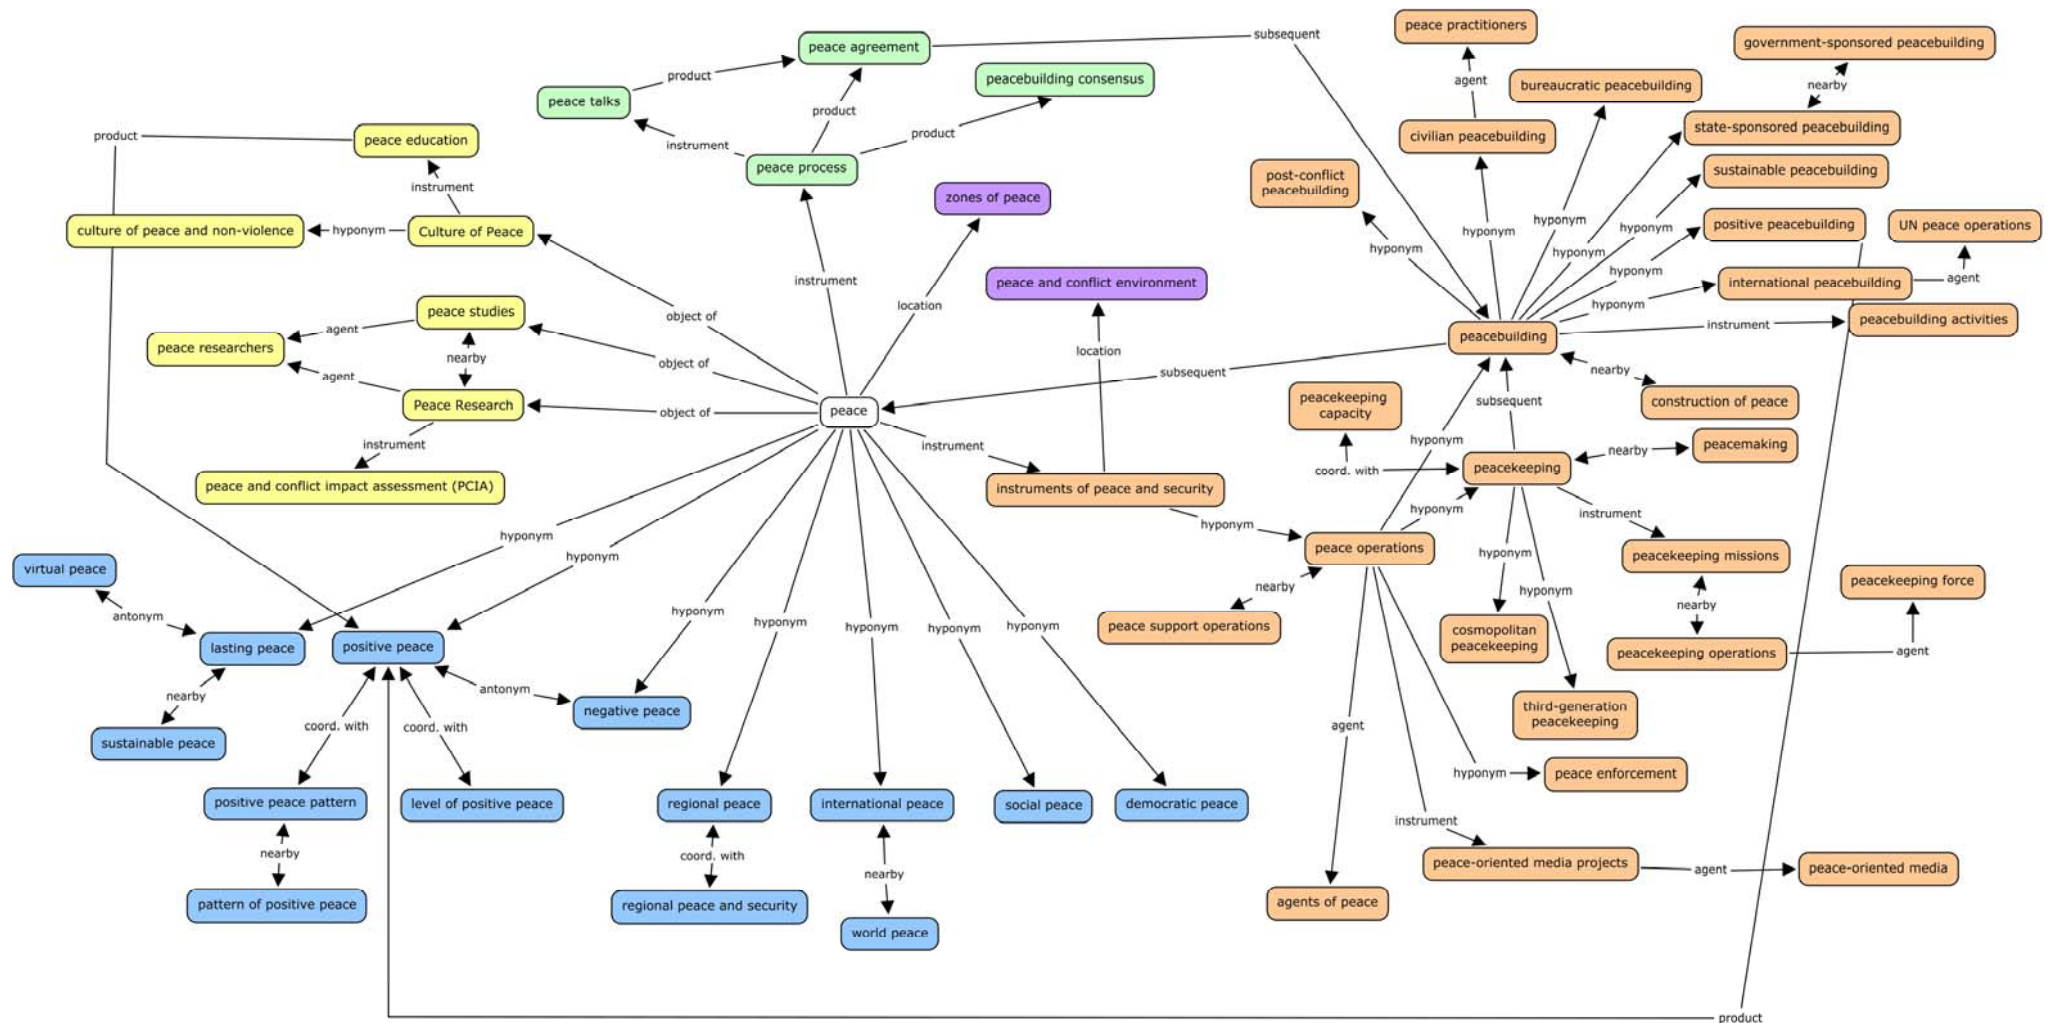 peace practitioners
peace agreement
subsequent
government-sponsored peacebuilding
product
peacebuilding consensus
agent
bureaucratic peacebuilding
nearby
peace talks
product
product
civilian peacebuilding
state-sponsored peacebuilding
product
peace education
instrument
peace process
post-conflict
peacebuilding
sustainable peacebuilding
instrument
zones of peace
culture of peace and non-violence
hyponym
Culture of Peace
hyponym
hyponym
hyponym
hyponym
hyponym
positive peacebuilding
UN peace operations
object of
instrument
location
peace and conflict environment
hyponym
hyponym
international peacebuilding
agent
peace studies
agent
peace researchers
nearby
object of
location
peacebuilding
instrument
peacebuilding activities
agent
Peace Research
object of
peace
subsequent
nearby
construction of peace
peacekeeping
capacity
subsequent
instrument
peace and conflict impact assessment (PCIA)
instrument
instruments of peace and security
hyponym
coord. with
peacekeeping
nearby
peacemaking
hyponym
hyponym
hyponym
hyponym
peace operations
hyponym
instrument
peacekeeping missions
virtual peace
antonym
nearby
peace support operations
hyponym
nearby
peacekeeping force
lasting peace
positive peace
hyponym
hyponym
hyponym
hyponym
hyponym
cosmopolitan
peacekeeping
peacekeeping operations
agent
nearby
sustainable peace
antonym
negative peace
coord. with
coord. with
agent
third-generation
peacekeeping
hyponym
peace enforcement
positive peace pattern
level of positive peace
regional peace
international peace
social peace
democratic peace
instrument
nearby
coord. with
nearby
peace-oriented media projects
agent
peace-oriented media
pattern of positive peace
regional peace and security
world peace
agents of peace
product